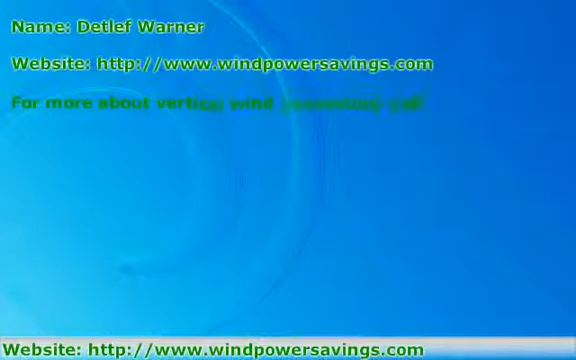 Name: Detlef Warner
Website: http://www.windpowersavings.com
For more about vertical wind
Website: http://www.windpowersavings.com